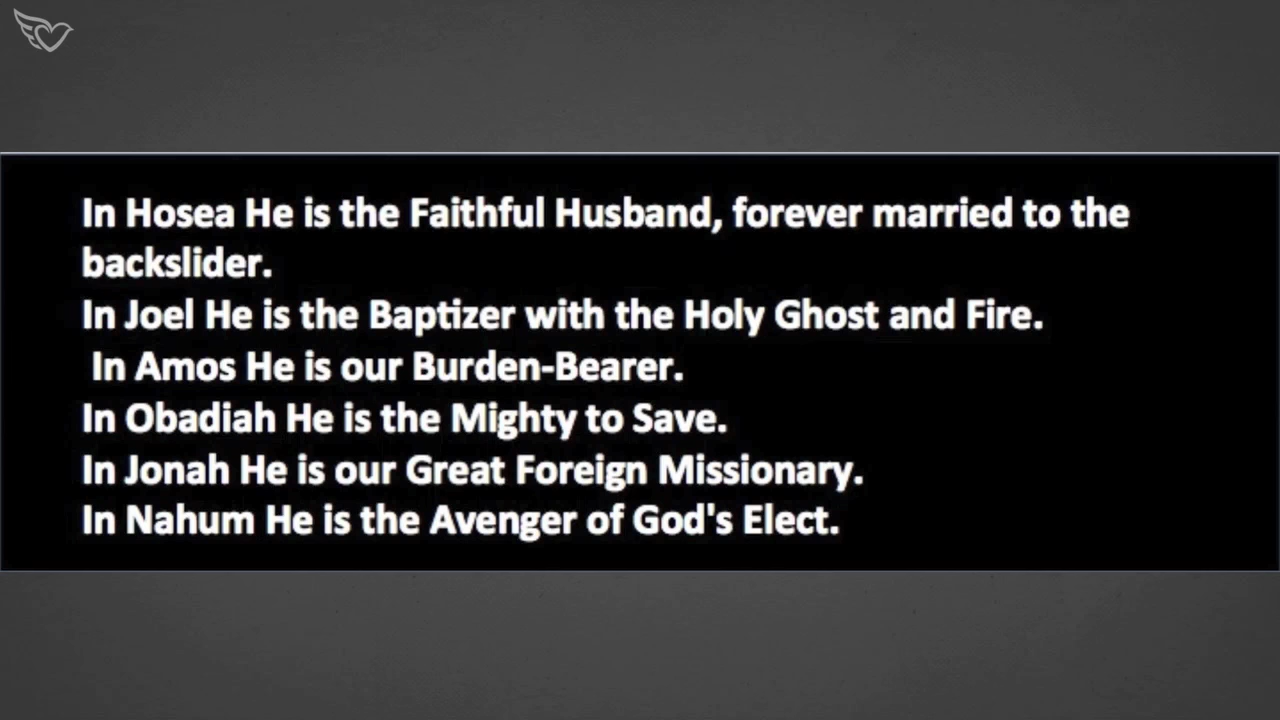 In Hosea He is the Faithful Husband, forever married to the
backslider.
In Joel He is the Baptizer with the Holy Ghost and Fire.
In Amos He is our Burden-Bearer.
In Obadiah He is the Mighty to Save.
In Jonah He is our Great Foreign Missionary.
In Nahum He is the Avenger of God's Elect.